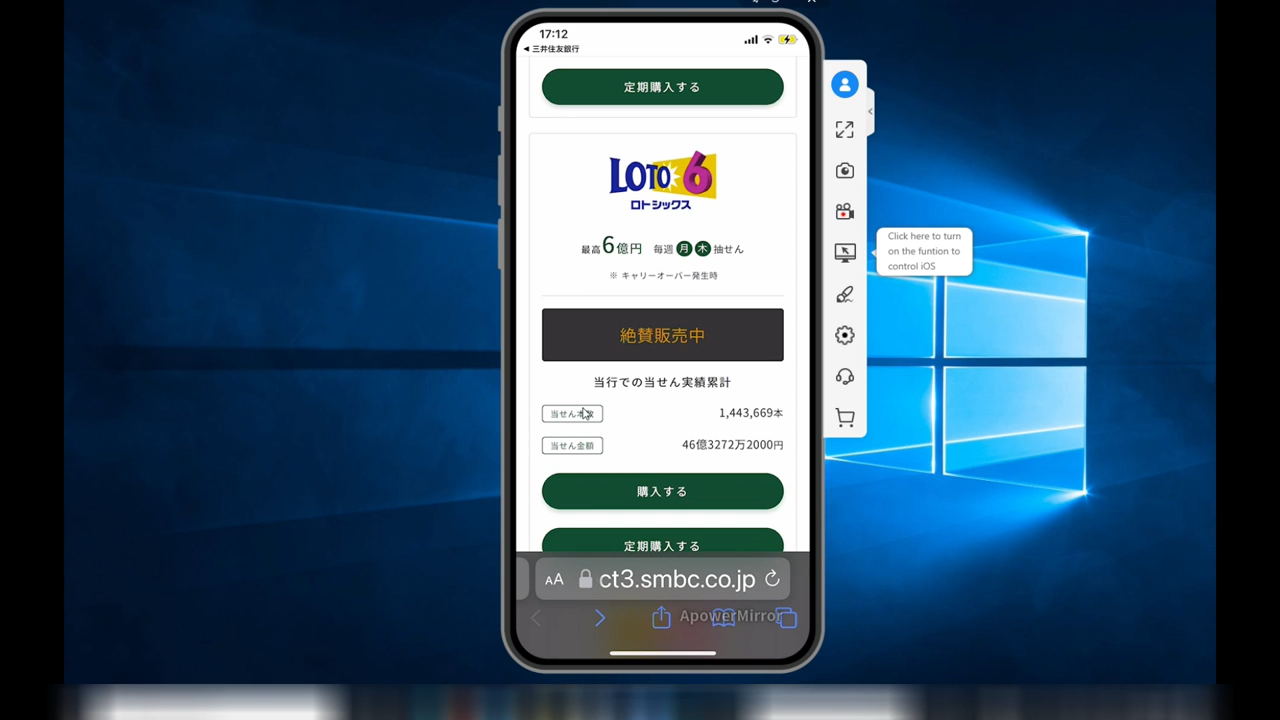 17:12
◀ 三井住友銀行
定期購入する
LOTO 6
ロトシックス
最高6億円 毎週 月 木 抽せん
※ キャリーオーバー発生時
絶賛販売中
当行での当せん実績累計
当せん本数 1,443,669本
当せん金額 46億3272万2000円
購入する
定期購入する
AA ct3.smbc.co.jp
ApowerMirror
Click here to turn
on the funtion to
control iOS